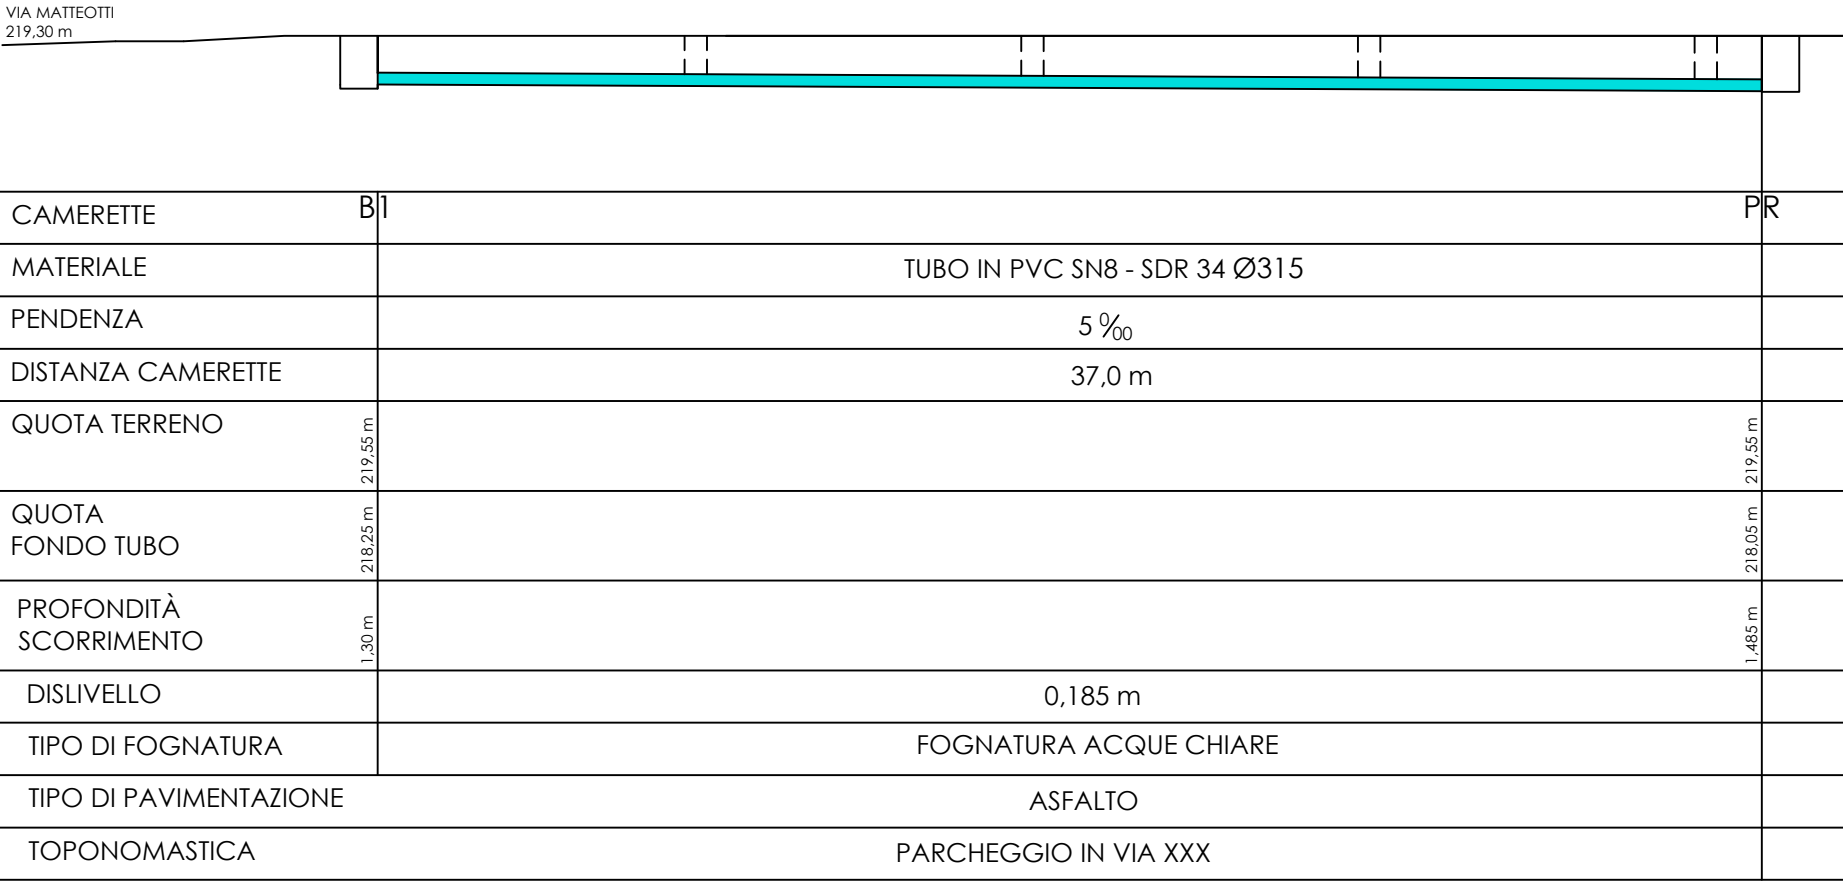 VIA MATTEOTTI
219,30 m
CAMERETTE B1 PR
MATERIALE TUBO IN PVC SN8 - SDR 34 Ø315
PENDENZA 5 ‰
DISTANZA CAMERETTE 37,0 m
QUOTA TERRENO 219,55 m 219,55 m
QUOTA
FONDO TUBO 218,25 m 218,05 m
PROFONDITÀ
SCORRIMENTO 1,30 m 1,485 m
DISLIVELLO 0,185 m
TIPO DI FOGNATURA FOGNATURA ACQUE CHIARE
TIPO DI PAVIMENTAZIONE ASFALTO
TOPONOMASTICA PARCHEGGIO IN VIA XXX